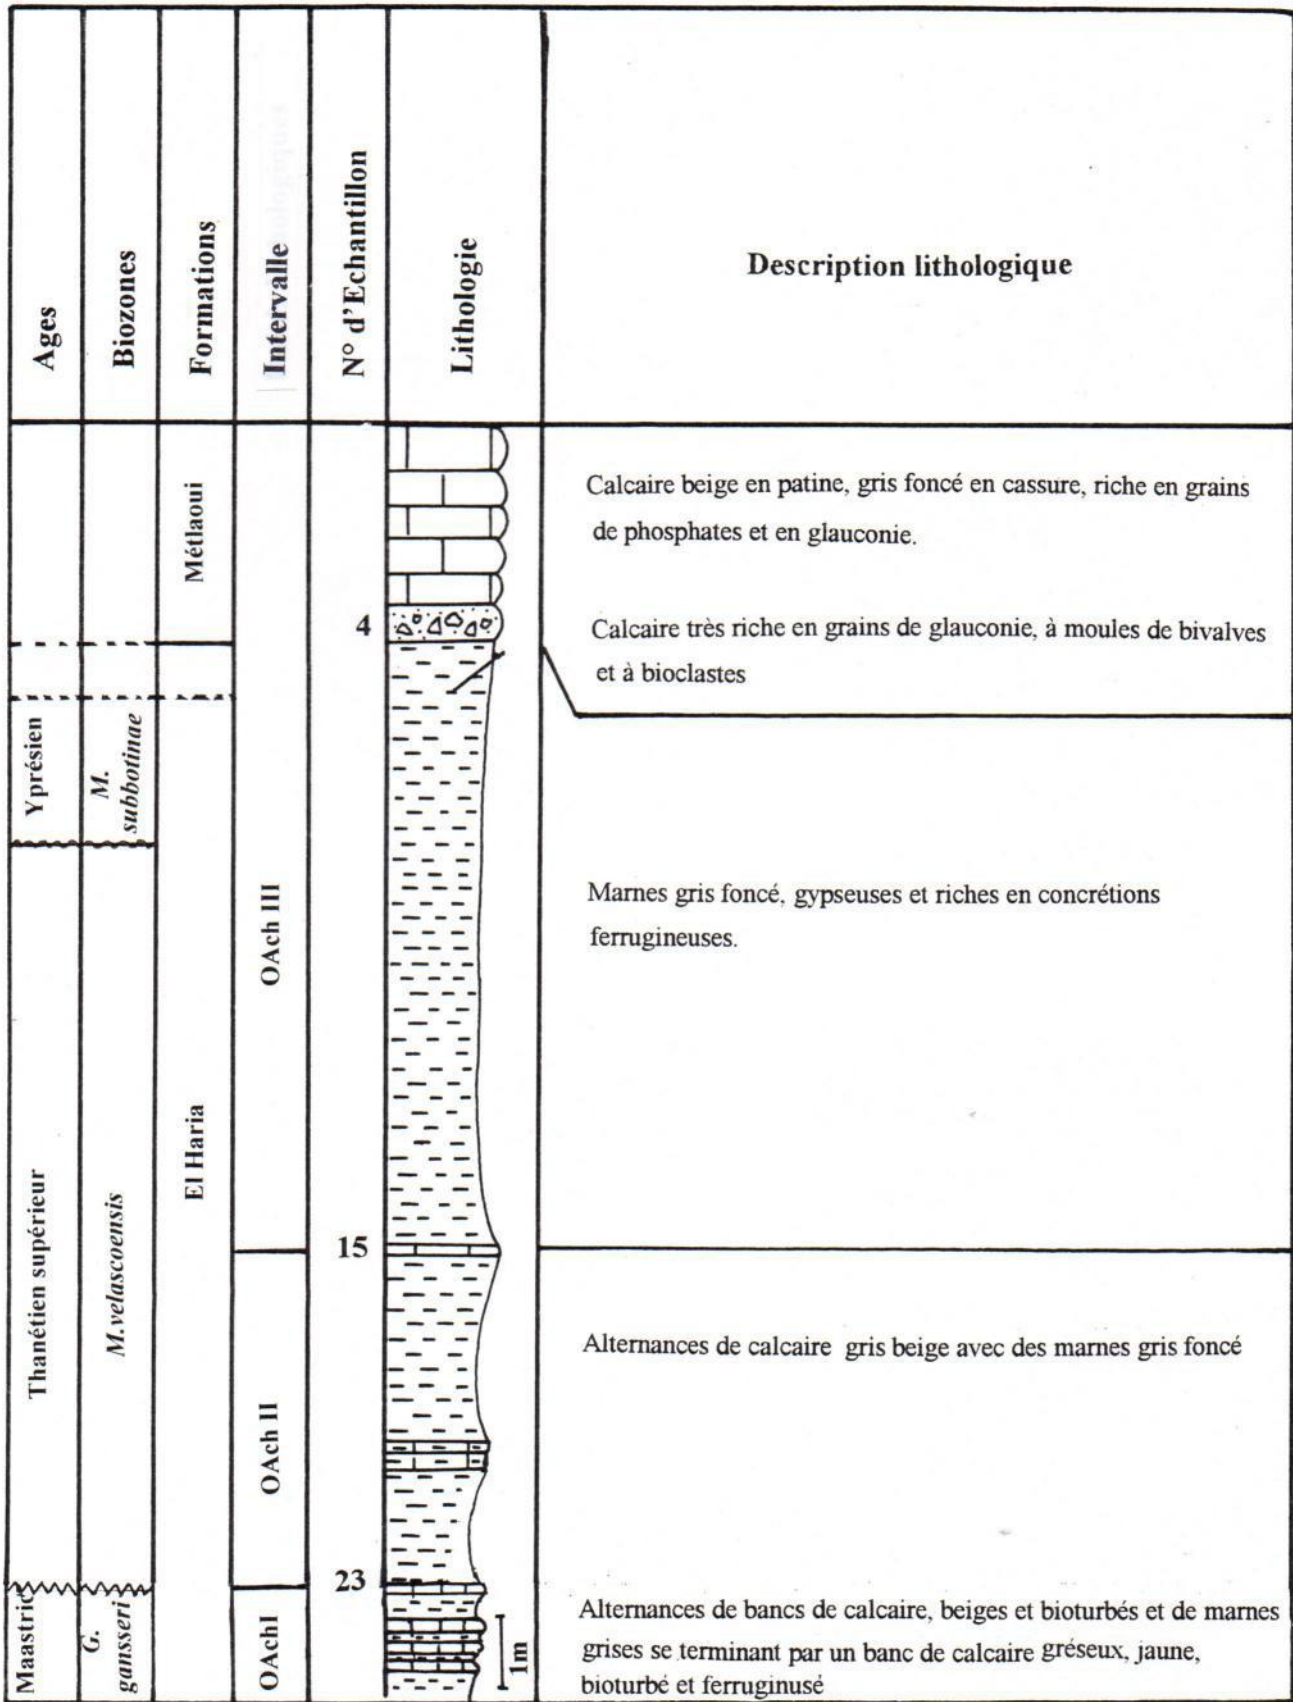 Ages
Biozones
Formations
Intervalle
N° d'Echantillon
Lithologie
Description lithologique
Métlaoui
Calcaire beige en patine, gris foncé en cassure, riche en grains
de phosphates et en glauconie.
4
Calcaire très riche en grains de glauconie, à moules de bivalves
et à bioclastes
Yprésien
M.
subbotinae
OAch III
Marnes gris foncé, gypseuses et riches en concrétions
ferrugineuses.
El Haria
Thanétien supérieur
M.velascoensis
15
OAch II
Alternances de calcaire gris beige avec des marnes gris foncé
23
Maastric
G.
gansseri
OAchI
1m
Alternances de bancs de calcaire, beiges et bioturbés et de marnes
grises se terminant par un banc de calcaire gréseux, jaune,
bioturbé et ferruginusé